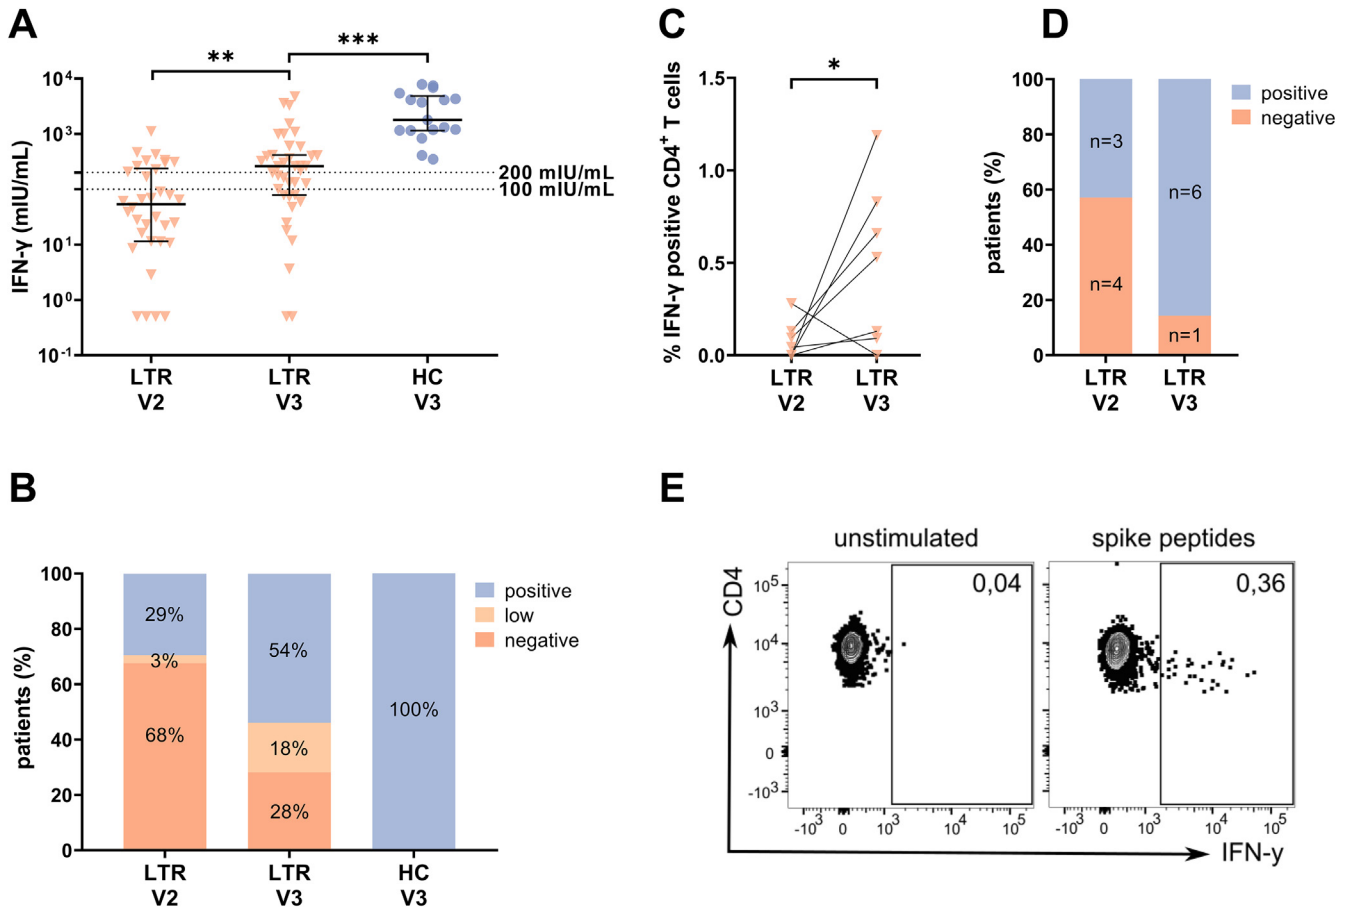 A
**
***
IFN-γ (mIU/mL)
10⁴
10³
10¹
10⁰
10⁻¹
200 mIU/mL
100 mIU/mL
LTR V2
LTR V3
HC V3
C
*
% IFN-γ positive CD4⁺ T cells
1.5
1.0
0.5
0.0
LTR V2
LTR V3
D
patients (%)
100
80
60
40
20
0
n=3
n=4
n=6
n=1
positive
negative
LTR V2
LTR V3
B
patients (%)
100
80
60
40
20
0
29%
3%
68%
54%
18%
28%
100%
positive
low
negative
LTR V2
LTR V3
HC V3
E
unstimulated
spike peptides
CD4
10⁵
10⁴
10³
0
-10³
0,04
0,36
-10³ 0 10³ 10⁴ 10⁵
-10³ 0 10³ 10⁴ 10⁵
IFN-y